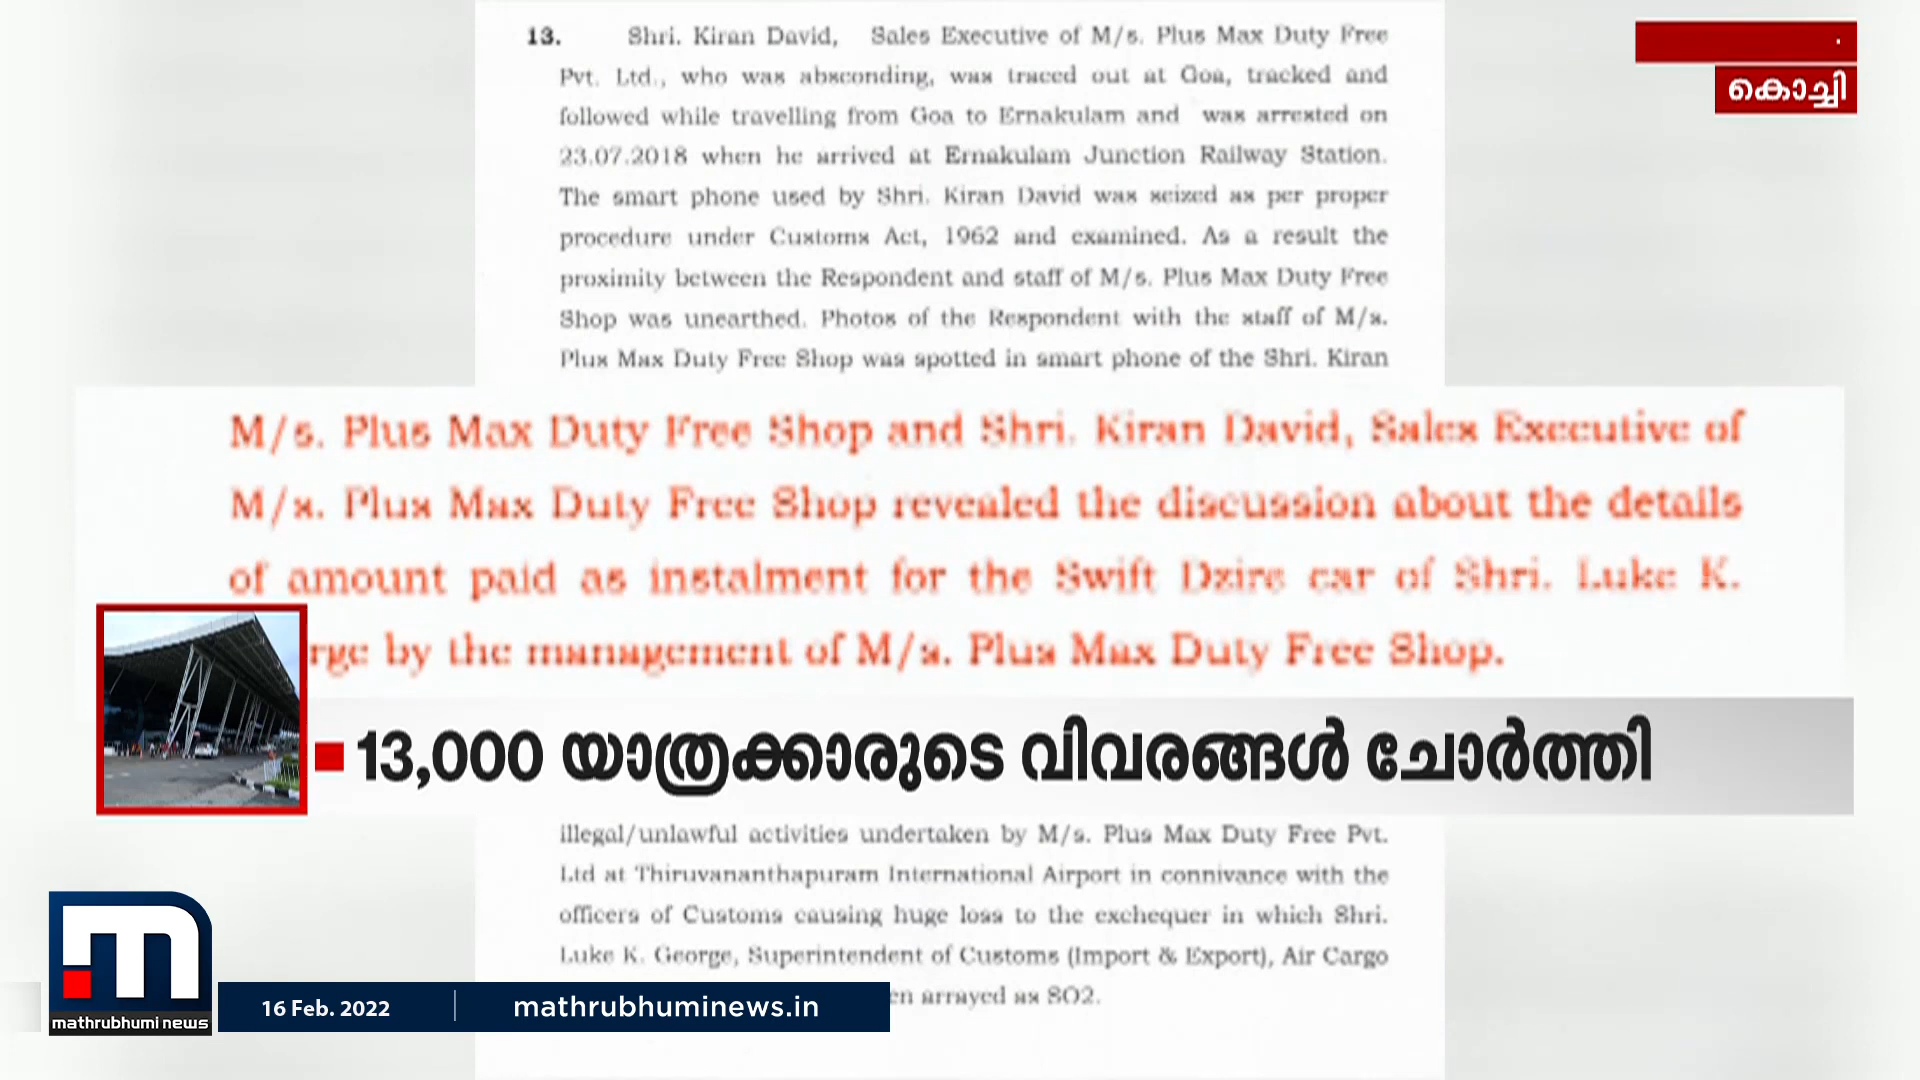 13. Shri. Kiran David, Sales Executive of M/s. Plus Max Duty Free
Pvt. Ltd., who was absconding, was traced out at Goa, tracked and
followed while travelling from Goa to Ernakulam and was arrested on
23.07.2018 when he arrived at Ernakulam Junction Railway Station.
The smart phone used by Shri. Kiran David was seized as per proper
procedure under Customs Act, 1962 and examined. As a result the
proximity between the Respondent and staff of M/s. Plus Max Duty Free
Shop was unearthed. Photos of the Respondent with the staff of M/s.
Plus Max Duty Free Shop was spotted in smart phone of the Shri. Kiran
കൊച്ചി
M/s. Plus Max Duty Free Shop and Shri. Kiran David, Sales Executive of
M/s. Plus Max Duty Free Shop revealed the discussion about the details
of amount paid as instalment for the Swift Dzire car of Shri. Luke K.
rge by the management of M/s. Plus Max Duty Free Shop.
13,000 യാത്രക്കാരുടെ വിവരങ്ങൾ ചോർത്തി
illegal/unlawful activities undertaken by M/s. Plus Max Duty Free Pvt.
Ltd at Thiruvananthapuram International Airport in connivance with the
officers of Customs causing huge loss to the exchequer in which Shri.
Luke K. George, Superintendent of Customs (Import & Export), Air Cargo
en arrayed as SO2.
mathrubhumi news
16 Feb. 2022
mathrubhuminews.in